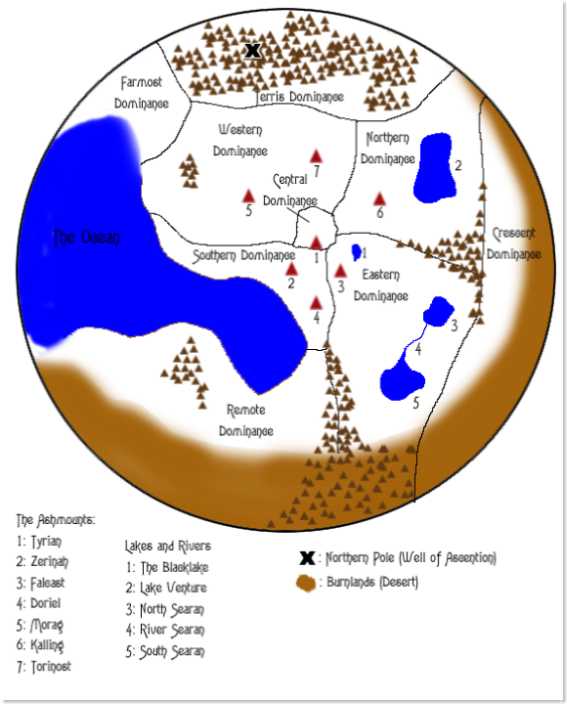 X
Farmost
Dominance
Terris Dominance
Western
Dominance
Northern
Dominance
2
7
Central
Dominance
5
6
The Ocean
Crescent
Dominance
1
1
Southern Dominance
2
3
Eastern
Dominance
4
3
4
5
Remote
Dominance
The Ashmounts:
1: Tyrian
2: Zerinah
3: Faleast
4: Doriel
5: Morag
6: Kalling
7: Torinost
Lakes and Rivers
1: The Blacklake
2: Lake Venture
3: North Searan
4: River Searan
5: South Searan
X : Northern Pole (Well of Ascention)
: Burnlands (Desert)